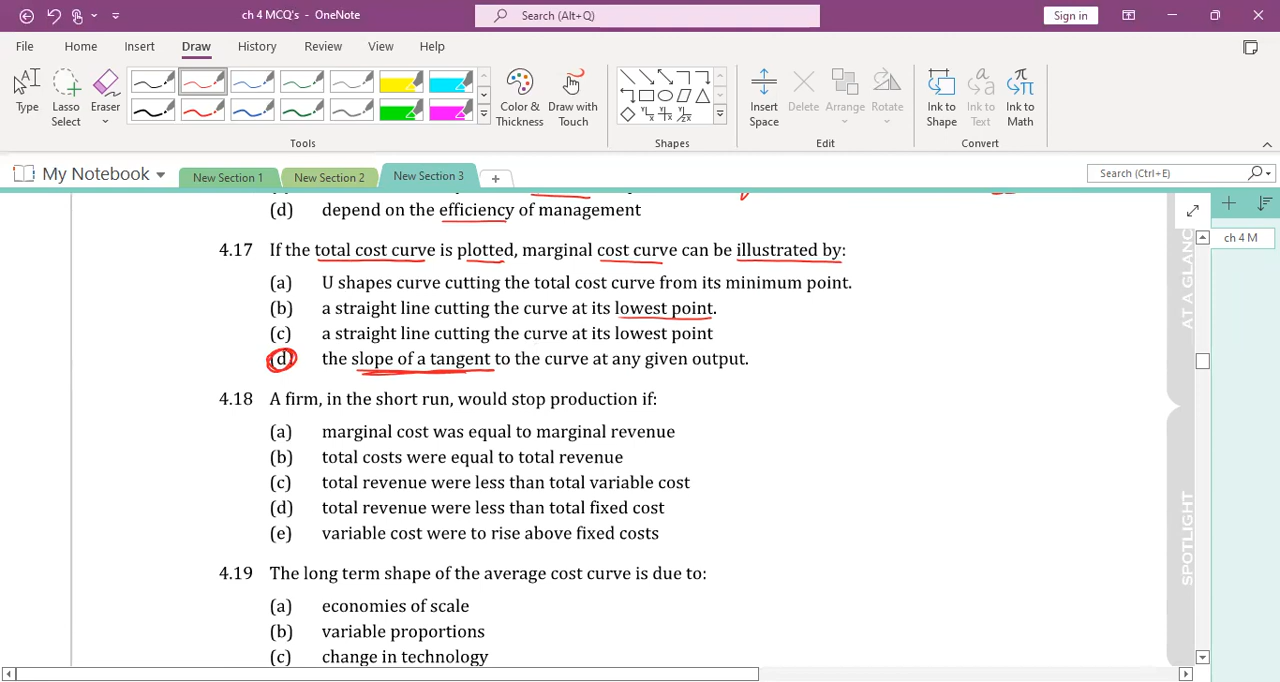 ch 4 MCQ's - OneNote
Search (Alt+Q)
Sign in
File Home Insert Draw History Review View Help
Type
Lasso Select
Eraser
Color & Thickness
Draw with Touch
Insert Space
Delete
Arrange
Rotate
Ink to Shape
Ink to Text
Ink to Math
Tools Shapes Edit Convert
My Notebook
New Section 1
New Section 2
New Section 3
Search (Ctrl+E)
ch 4 M
(d) depend on the efficiency of management
4.17 If the total cost curve is plotted, marginal cost curve can be illustrated by:
(a) U shapes curve cutting the total cost curve from its minimum point.
(b) a straight line cutting the curve at its lowest point.
(c) a straight line cutting the curve at its lowest point
(d) the slope of a tangent to the curve at any given output.
4.18 A firm, in the short run, would stop production if:
(a) marginal cost was equal to marginal revenue
(b) total costs were equal to total revenue
(c) total revenue were less than total variable cost
(d) total revenue were less than total fixed cost
(e) variable cost were to rise above fixed costs
4.19 The long term shape of the average cost curve is due to:
(a) economies of scale
(b) variable proportions
(c) change in technology
AT A GLANC
SPOTLIGHT